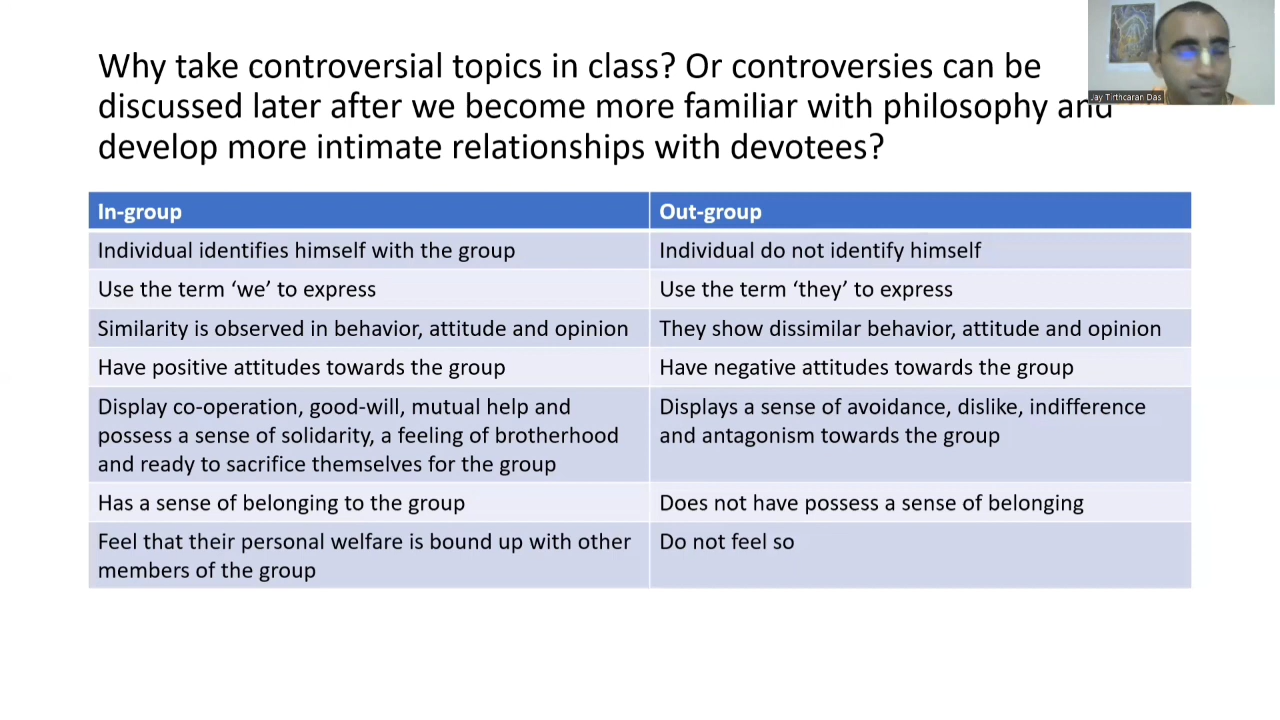 Why take controversial topics in class? Or controversies can be
discussed later after we become more familiar with philosophy and
develop more intimate relationships with devotees?
Jay Tirthcaran Das
In-group
Out-group
Individual identifies himself with the group
Individual do not identify himself
Use the term ‘we’ to express
Use the term ‘they’ to express
Similarity is observed in behavior, attitude and opinion
They show dissimilar behavior, attitude and opinion
Have positive attitudes towards the group
Have negative attitudes towards the group
Display co-operation, good-will, mutual help and
possess a sense of solidarity, a feeling of brotherhood
and ready to sacrifice themselves for the group
Displays a sense of avoidance, dislike, indifference
and antagonism towards the group
Has a sense of belonging to the group
Does not have possess a sense of belonging
Feel that their personal welfare is bound up with other
members of the group
Do not feel so